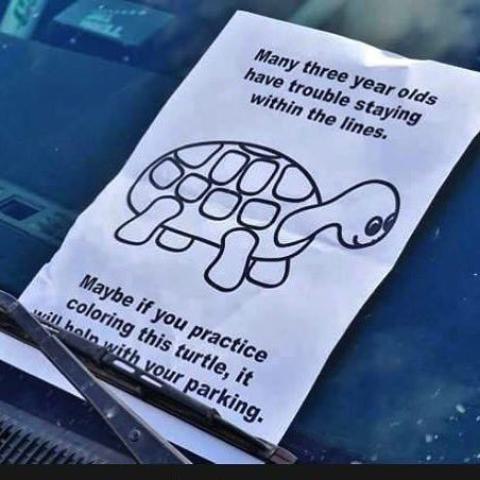 Many three year olds
have trouble staying
within the lines.
Maybe if you practice
coloring this turtle, it
will help with your parking.